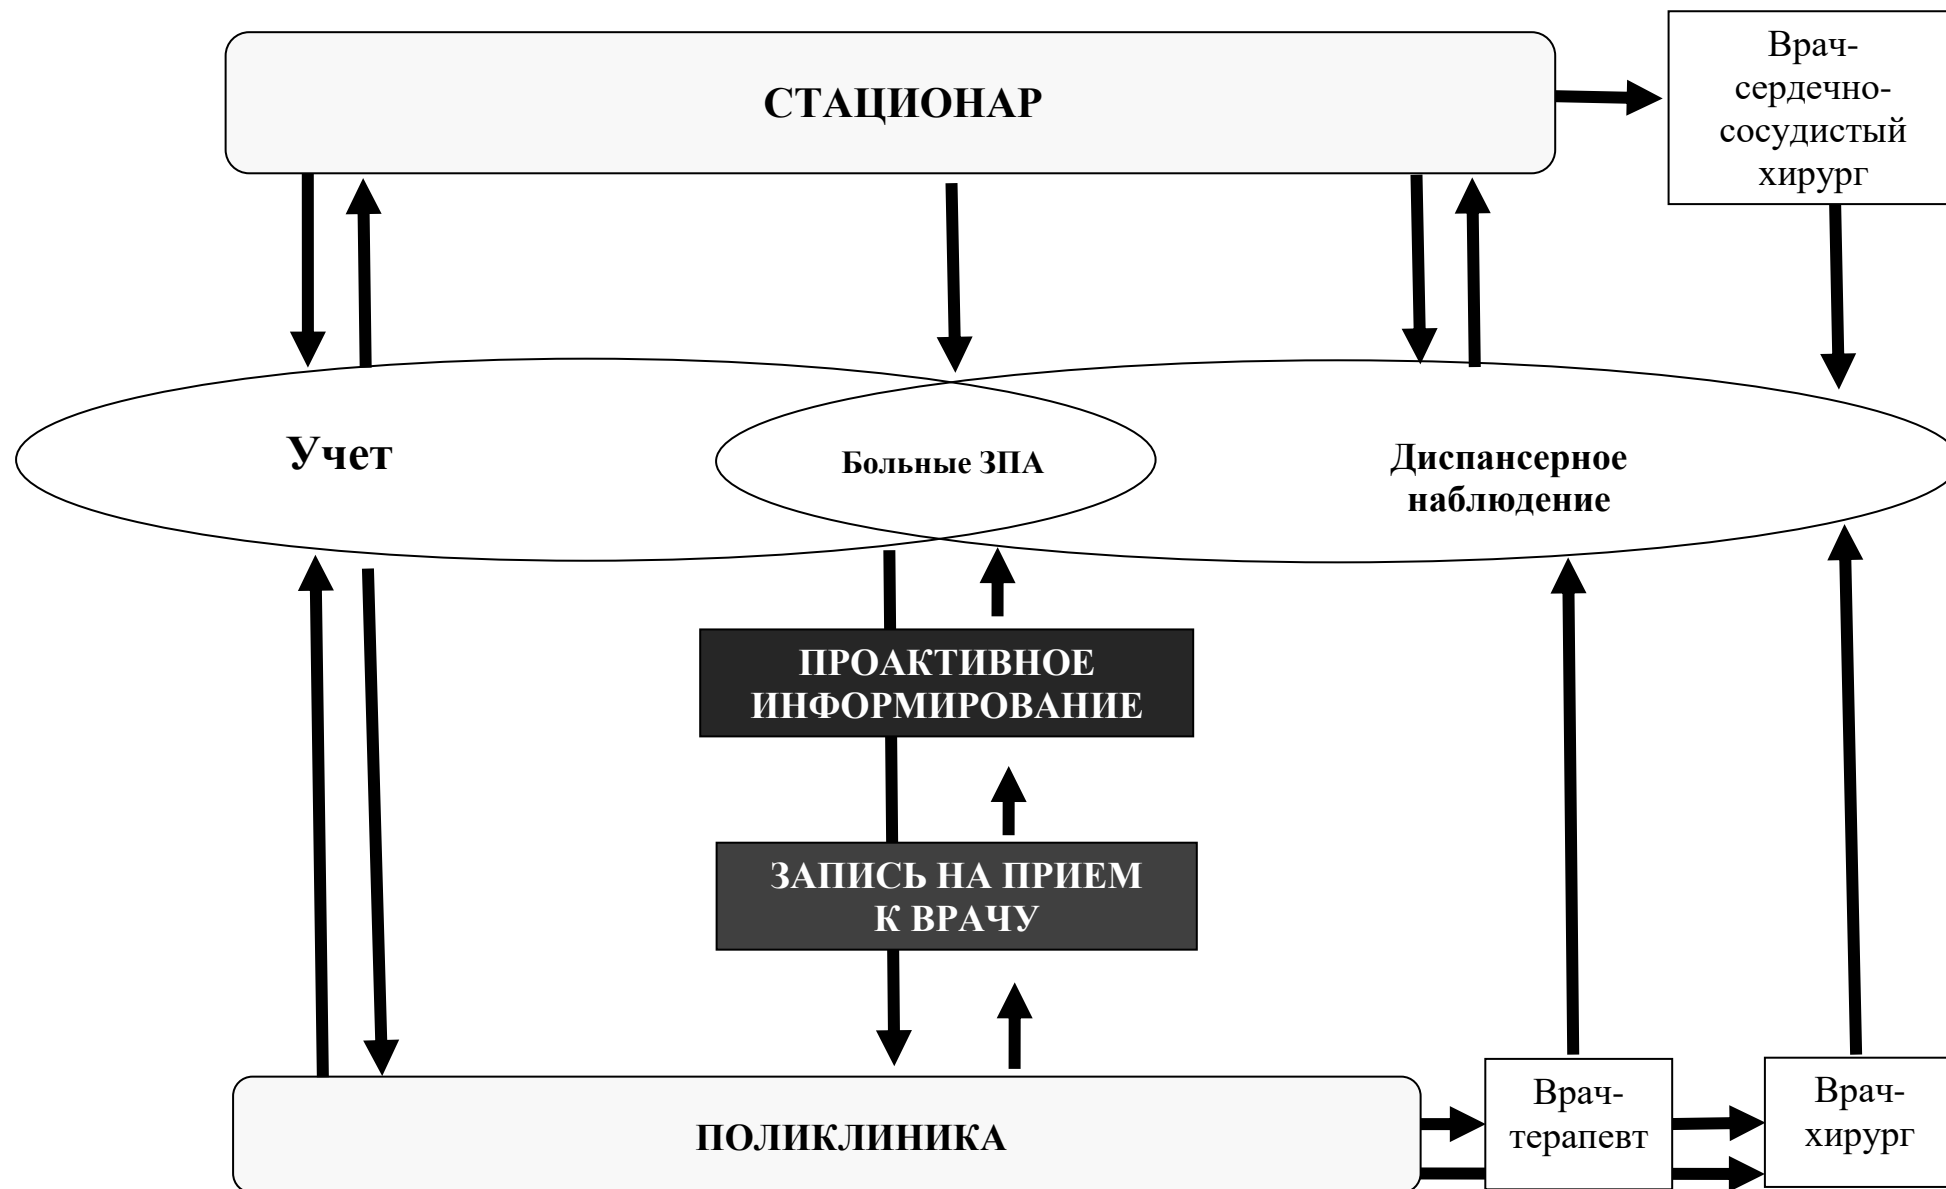 СТАЦИОНАР
Врач-
сердечно-
сосудистый
хирург
Учет
Больные ЗПА
Диспансерное
наблюдение
ПРОАКТИВНОЕ
ИНФОРМИРОВАНИЕ
ЗАПИСЬ НА ПРИЕМ
К ВРАЧУ
ПОЛИКЛИНИКА
Врач-
терапевт
Врач-
хирург